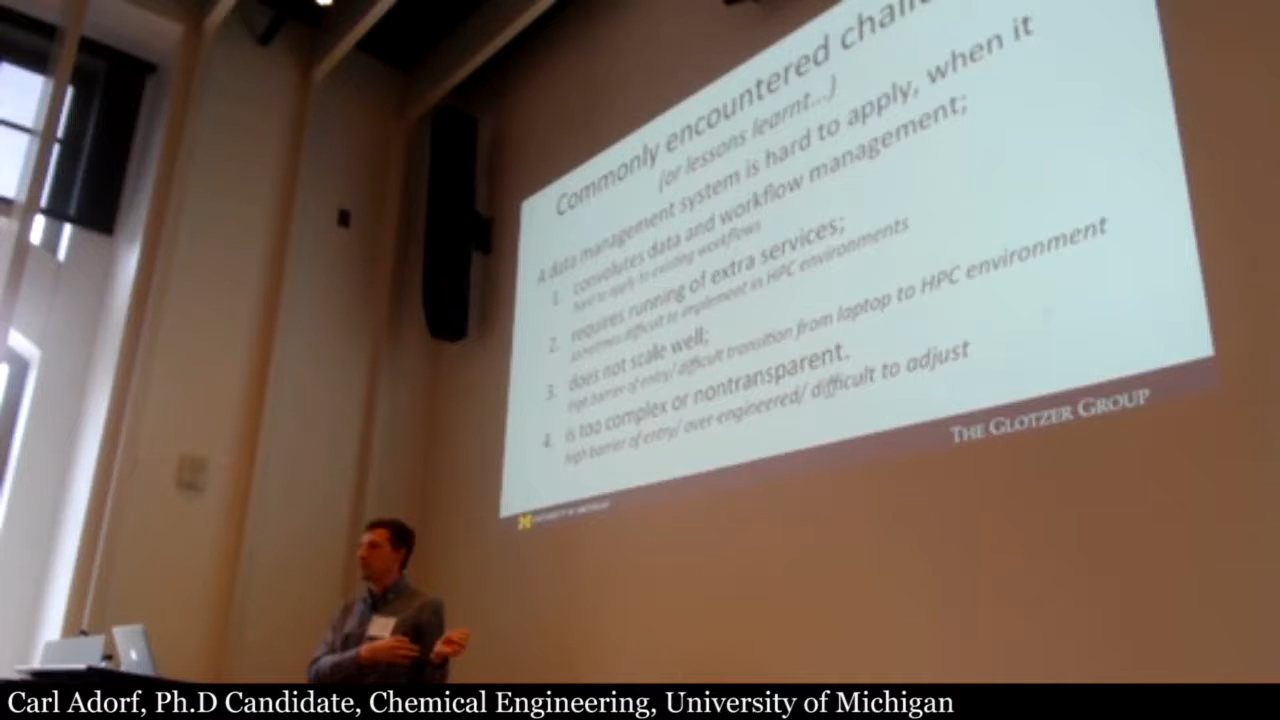 Commonly encountered
(or lessons learnt...)
A data management system is hard to apply, when it
1. convolutes data and workflow management;
hard to apply to existing workflows
2. requires running of extra services;
sometimes difficult to implement in HPC environments
3. does not scale well;
high barrier of entry/ difficult transition from laptop to HPC environment
4. is too complex or nontransparent.
high barrier of entry/ over-engineered/ difficult to adjust
THE GLOTZER GROUP
M UNIVERSITY OF MICHIGAN
Carl Adorf, Ph.D Candidate, Chemical Engineering, University of Michigan